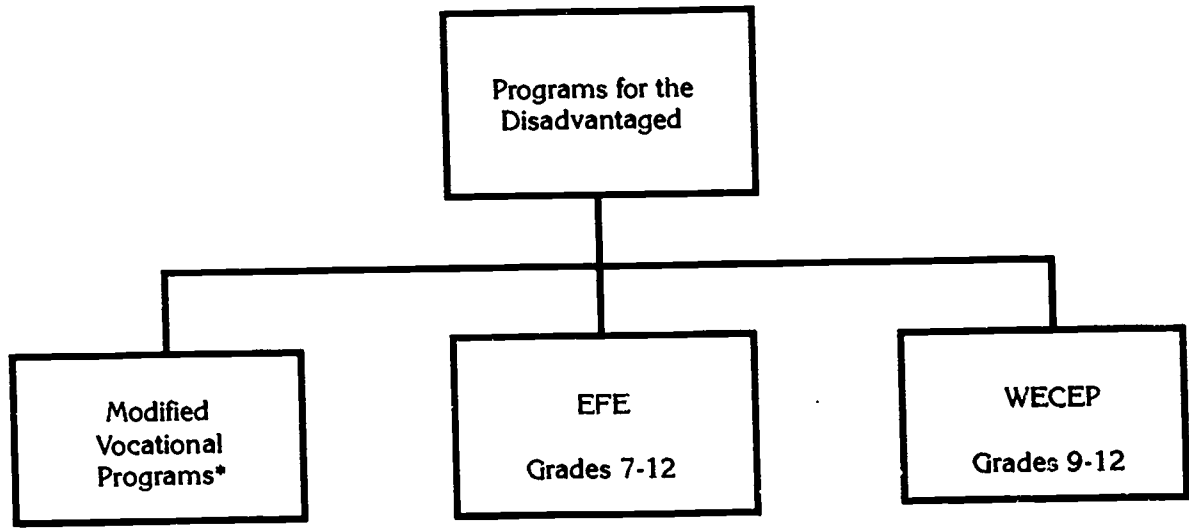 Programs for the
Disadvantaged
Modified
Vocational
Programs*
EFE
Grades 7-12
WECEP
Grades 9-12